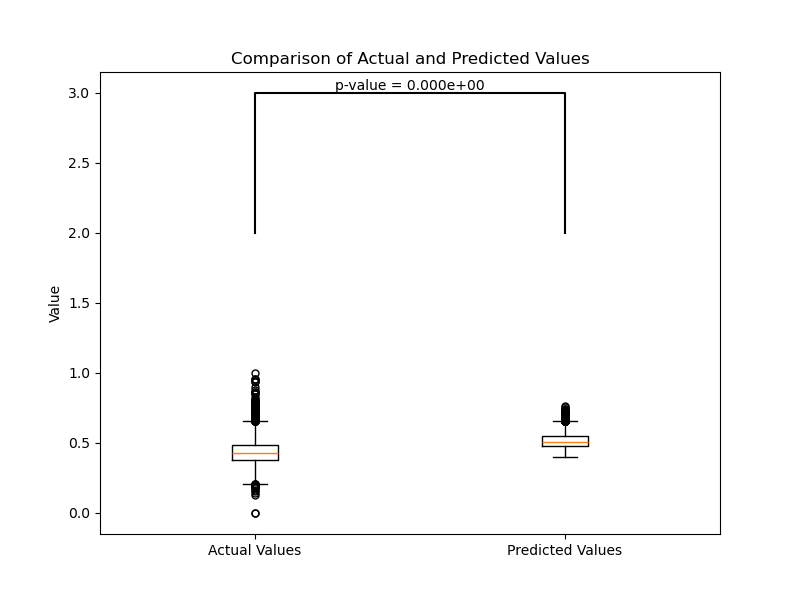 Comparison of Actual and Predicted Values
p-value = 0.000e+00
3.0
2.5
2.0
1.5
1.0
0.5
0.0
Value
Actual Values
Predicted Values